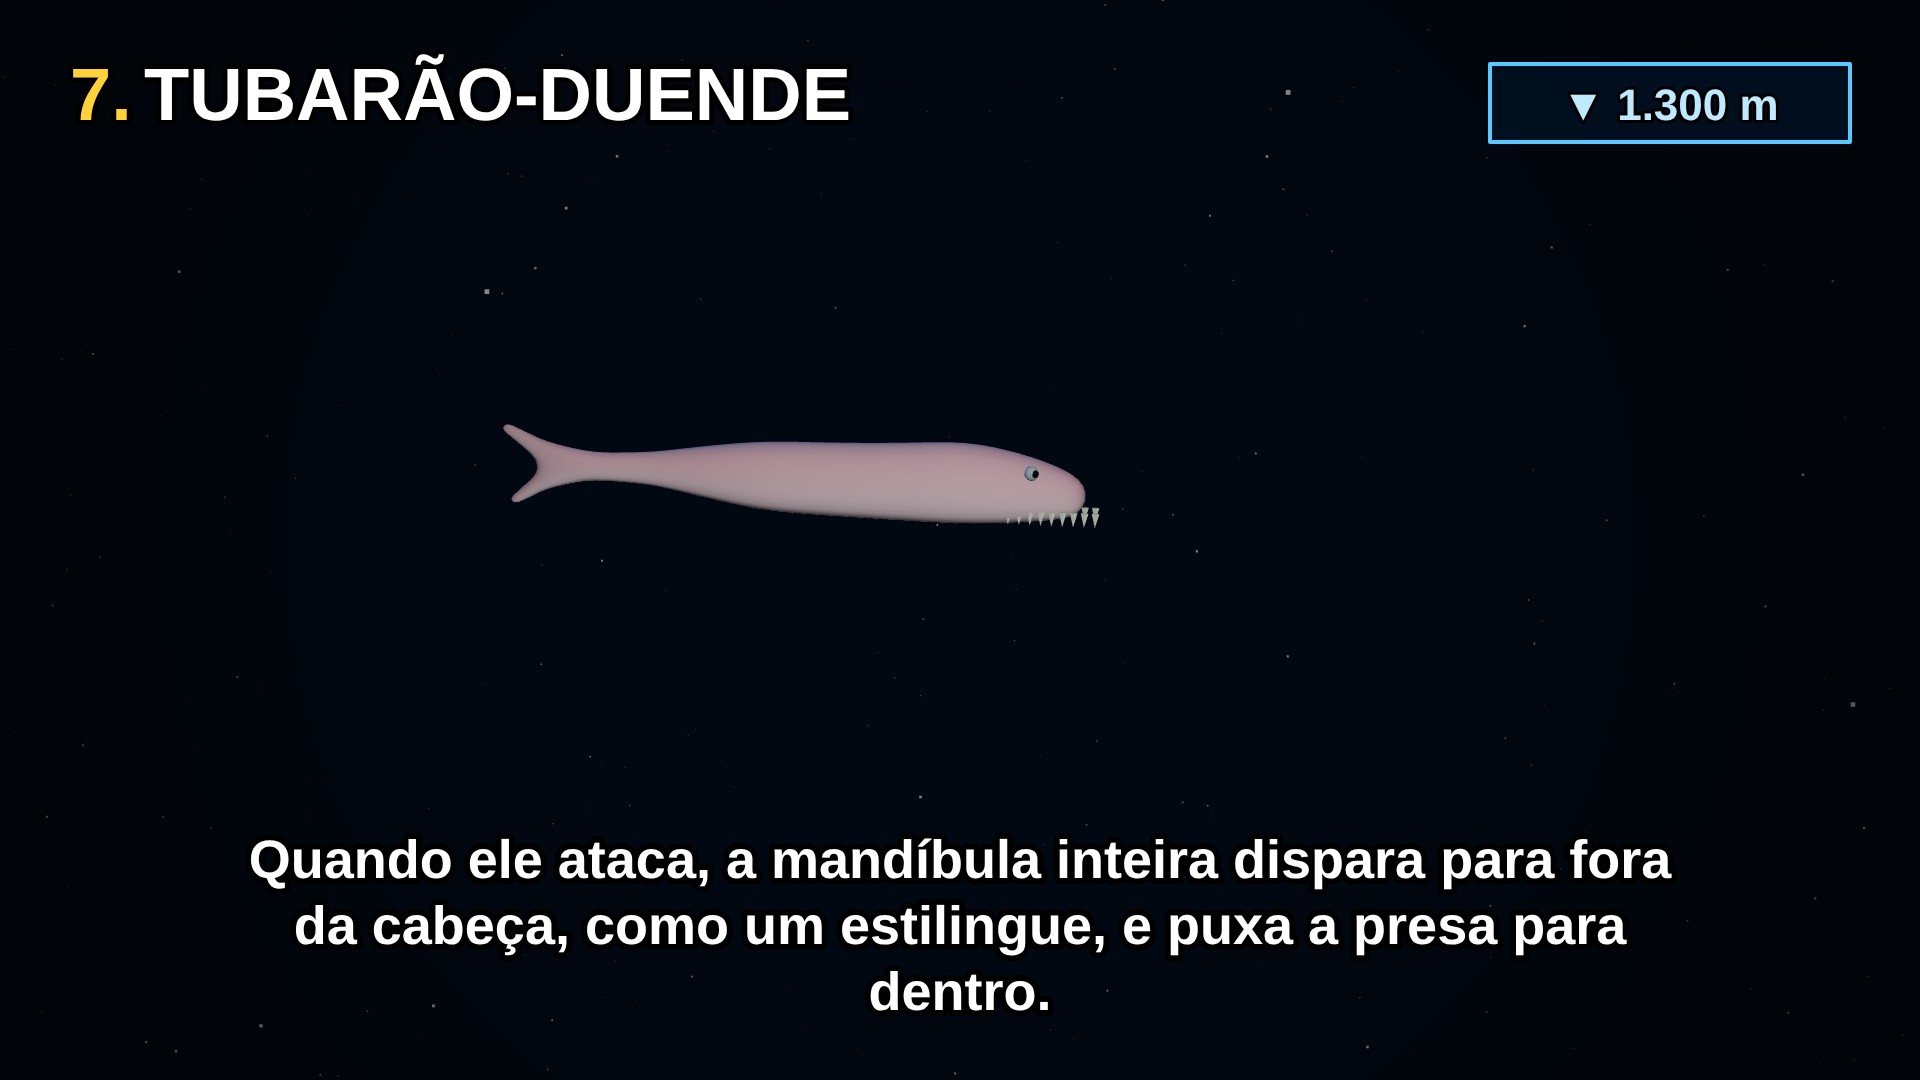 7. TUBARÃO-DUENDE
▼ 1.300 m
Quando ele ataca, a mandíbula inteira dispara para fora
da cabeça, como um estilingue, e puxa a presa para
dentro.